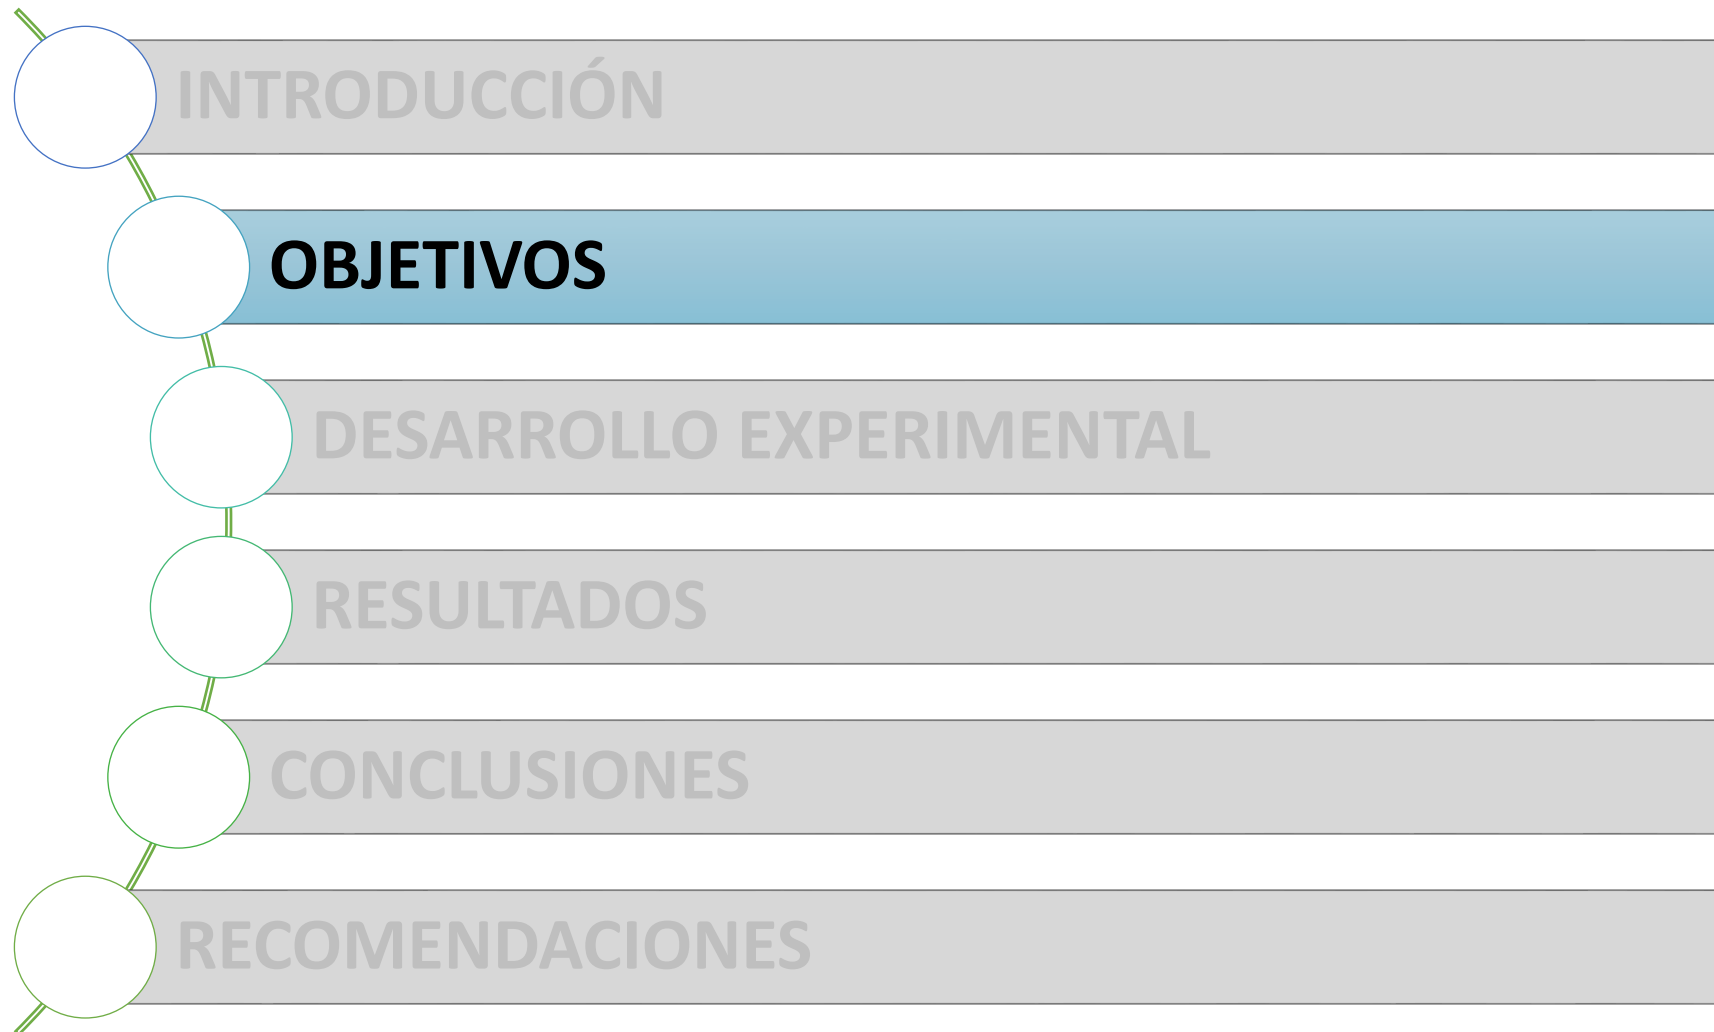 INTRODUCCIÓN
OBJETIVOS
DESARROLLO EXPERIMENTAL
RESULTADOS
CONCLUSIONES
RECOMENDACIONES